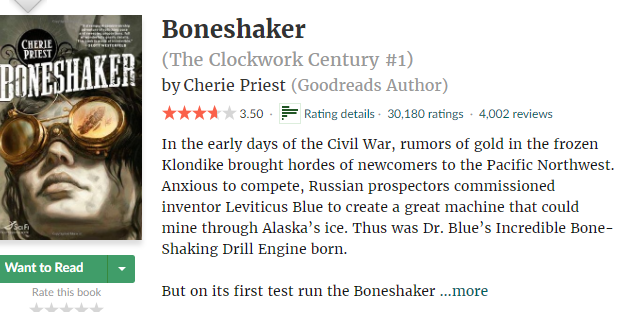 CHERIE
PRIEST
BONESHAKER
Want to Read
Rate this book
Boneshaker
(The Clockwork Century #1)
by Cherie Priest (Goodreads Author)
3.50 · Rating details · 30,180 ratings · 4,002 reviews
In the early days of the Civil War, rumors of gold in the frozen
Klondike brought hordes of newcomers to the Pacific Northwest.
Anxious to compete, Russian prospectors commissioned
inventor Leviticus Blue to create a great machine that could
mine through Alaska’s ice. Thus was Dr. Blue’s Incredible Bone-
Shaking Drill Engine born.
But on its first test run the Boneshaker ...more